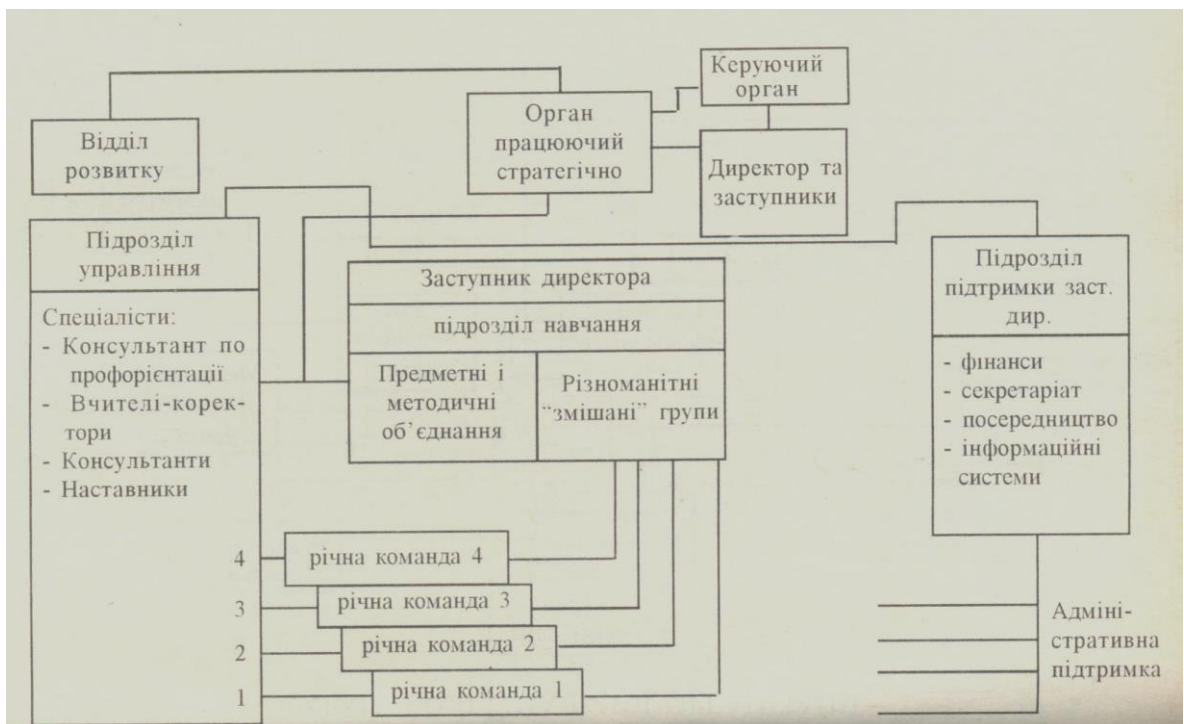 Керуючий
орган
Орган
працюючий
стратегічно
Відділ
розвитку
Директор та
заступники
Підрозділ
управління
Спеціалісти:
- Консультант по
профорієнтації
- Вчителі-корек-
тори
- Консультанти
- Наставники
Заступник директора
підрозділ навчання
Предметні і
методичні
об’єднання
Різноманітні
“змішані” групи
Підрозділ
підтримки заст.
дир.
- фінанси
- секретаріат
- посередництво
- інформаційні
системи
4
річна команда 4
3
річна команда 3
2
річна команда 2
1
річна команда 1
Адміні-
стративна
підтримка